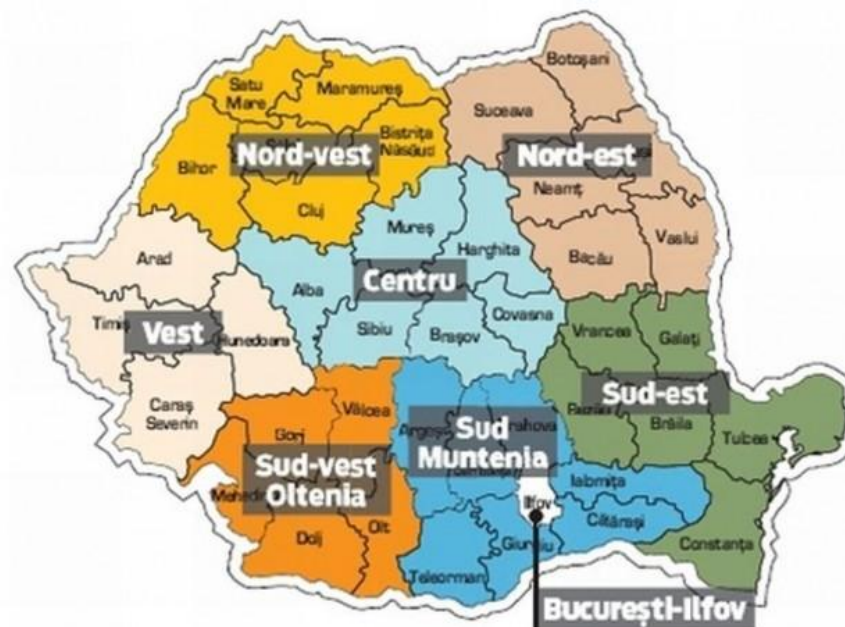 Botoșani
Satu
Mare
Maramureș
Suceava
Bistrița
Năsăud
Nord-vest
Nord-est
Bihor
Neamț
Cluj
Mureș
Vaslui
Harghita
Bacău
Arad
Centru
Alba
Covasna
Timiș
Vest
Hunedoara
Sibiu
Brașov
Vrancea
Galați
Sud-est
Caraș
Severin
Vâlcea
Gorj
Argeș
Sud
Muntenia
Brăila
Tulcea
Sud-vest
Oltenia
Ialomița
Ilfov
Olt
Dolj
Călărași
Giurgiu
Constanța
Teleorman
București-Ilfov